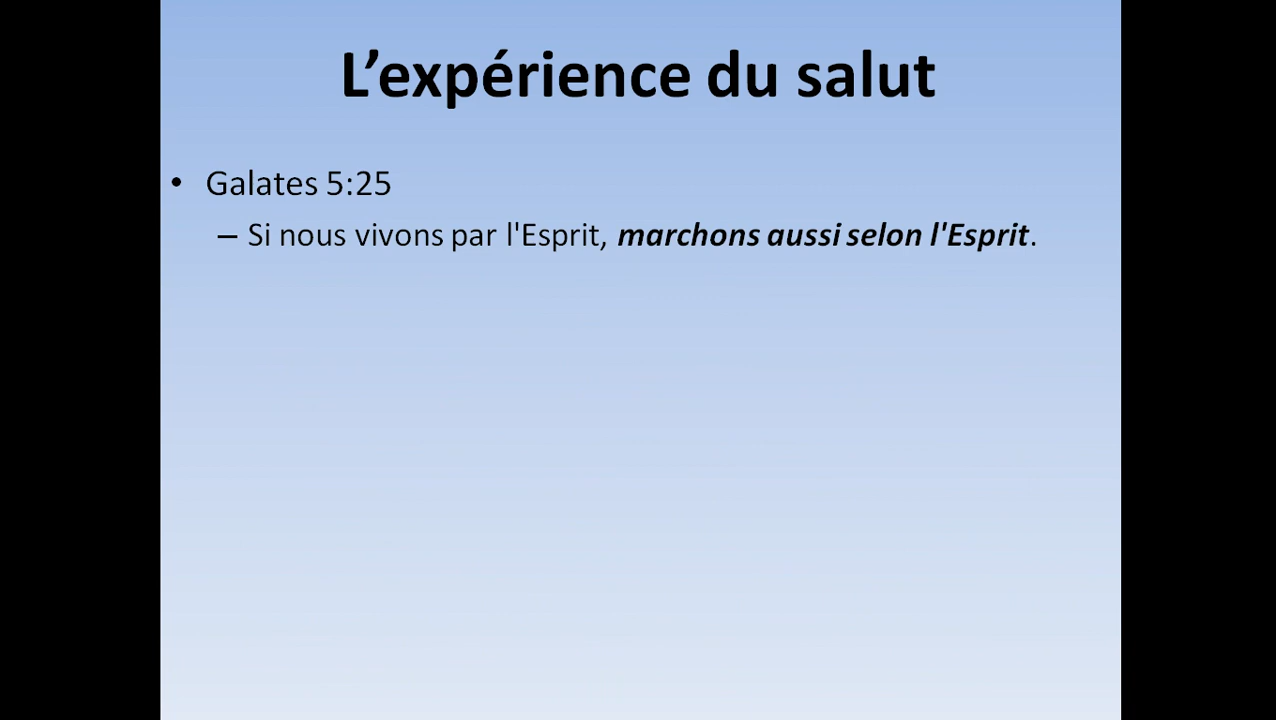 L’expérience du salut
• Galates 5:25
– Si nous vivons par l'Esprit, marchons aussi selon l'Esprit.